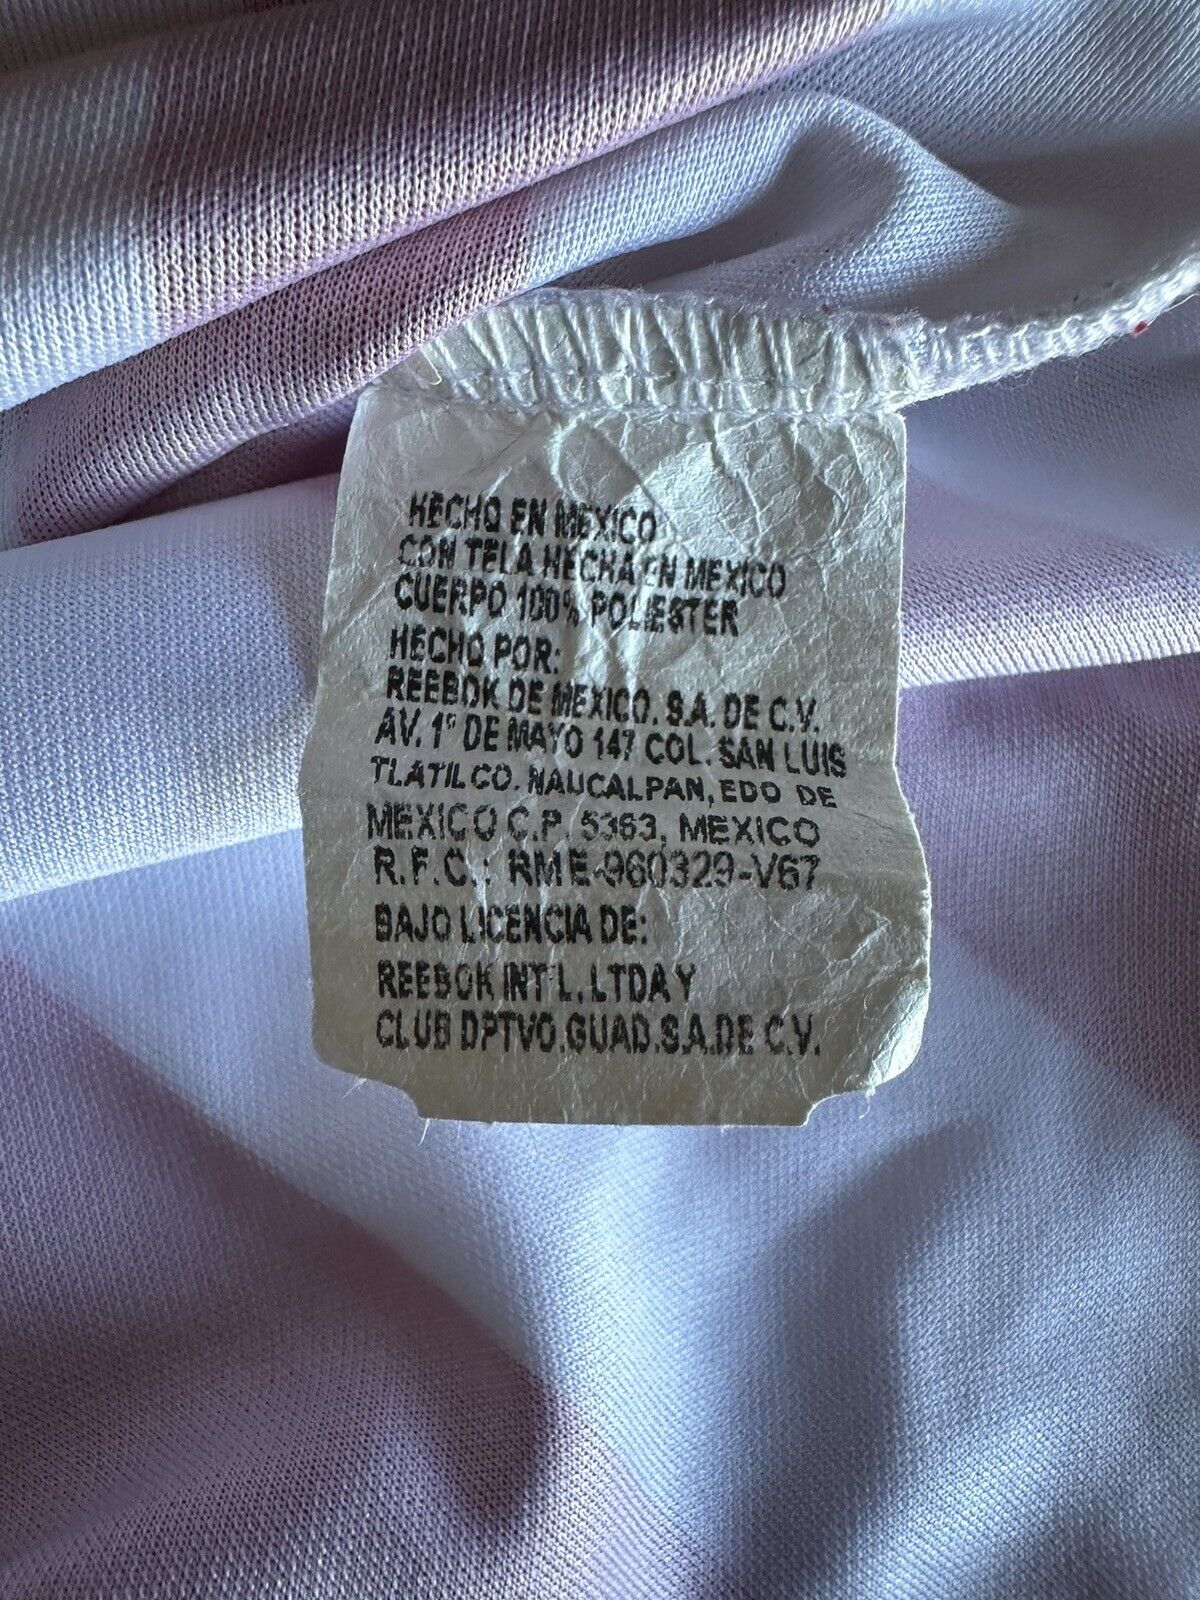 HECHO EN MEXICO
CON TELA HECHA EN MEXICO
CUERPO 100% POLIESTER
HECHO POR:
REEBOK DE MEXICO. S.A. DE C.V.
AV. 1° DE MAYO 147 COL. SAN LUIS
TLATILCO. NAUCALPAN, EDO DE
MEXICO C.P. 5363, MEXICO
R.F.C.: RME-960329-V67
BAJO LICENCIA DE:
REEBOK INT'L, LTDA Y
CLUB DPTVO.GUAD.S.A.DE C.V.